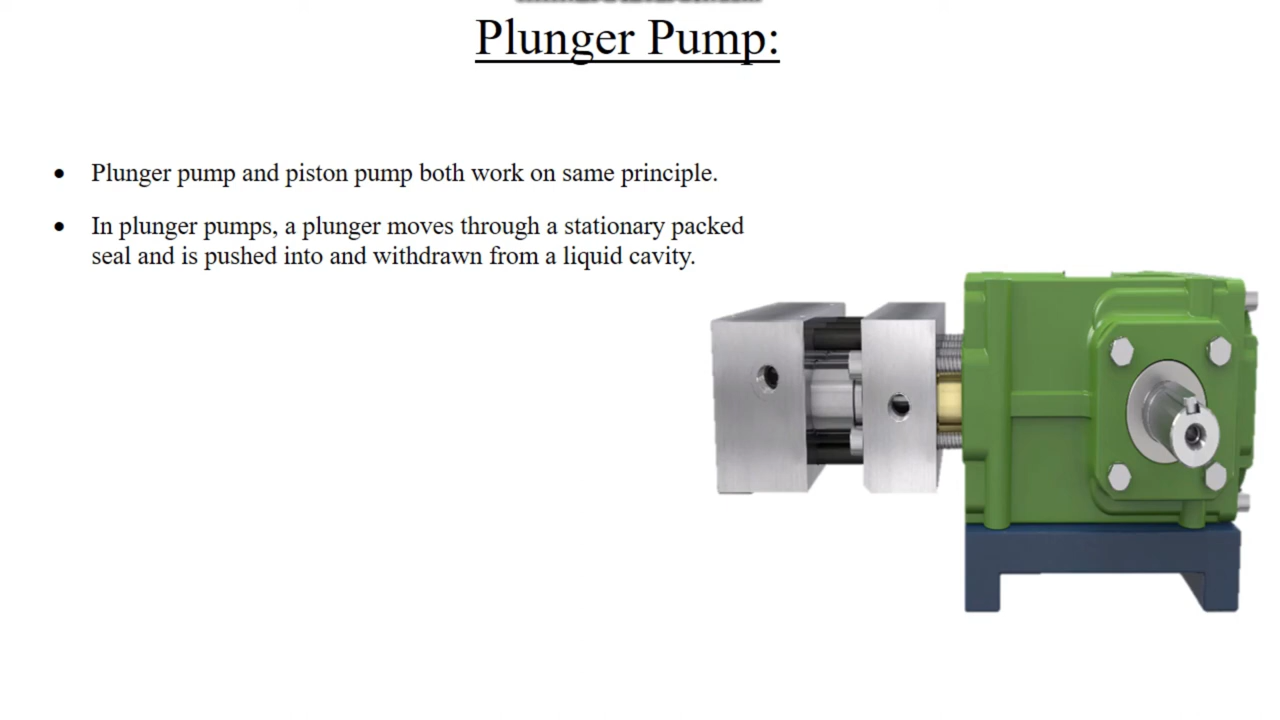 Plunger Pump:
• Plunger pump and piston pump both work on same principle.
• In plunger pumps, a plunger moves through a stationary packed
seal and is pushed into and withdrawn from a liquid cavity.